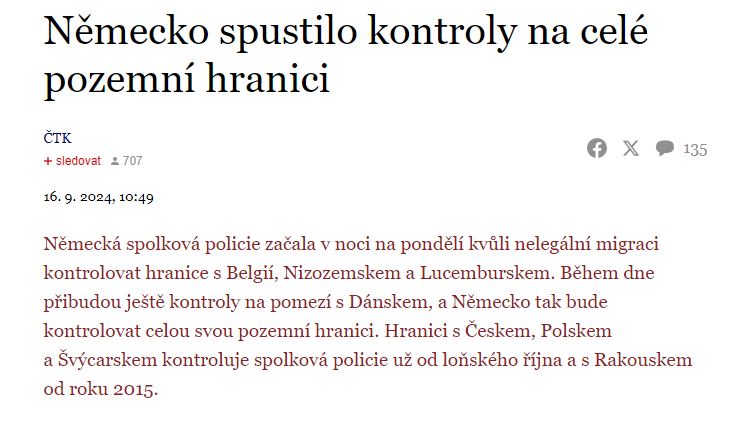 Německo spustilo kontroly na celé
pozemní hranici
ČTK
+ sledovat 707
135
16. 9. 2024, 10:49
Německá spolková policie začala v noci na pondělí kvůli nelegální migraci
kontrolovat hranice s Belgií, Nizozemskem a Lucemburskem. Během dne
přibudou ještě kontroly na pomezí s Dánskem, a Německo tak bude
kontrolovat celou svou pozemní hranici. Hranici s Českem, Polskem
a Švýcarskem kontroluje spolková policie už od loňského října a s Rakouskem
od roku 2015.